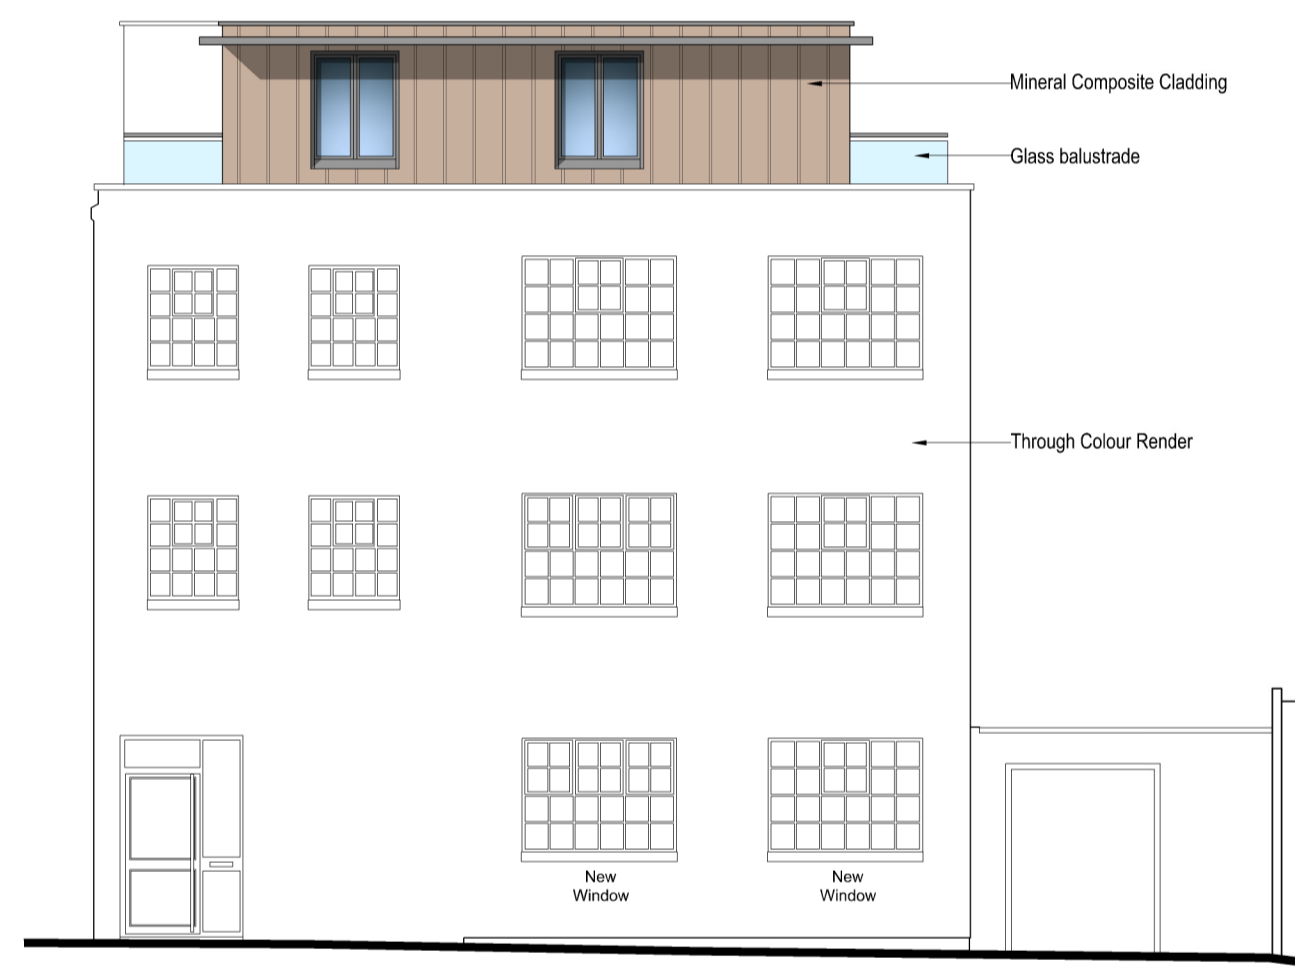 Mineral Composite Cladding
Glass balustrade
Through Colour Render
New
Window
New
Window